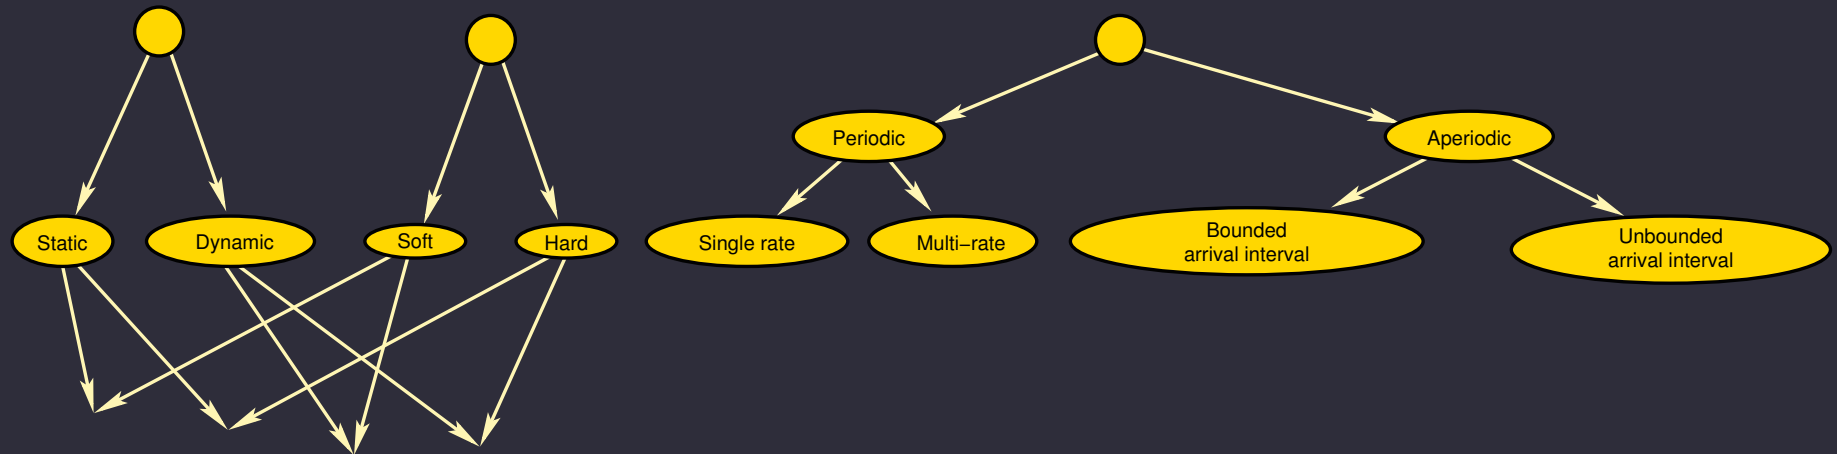 Periodic
Aperiodic
Static
Dynamic
Soft
Hard
Single rate
Multi−rate
Bounded
arrival interval
Unbounded
arrival interval